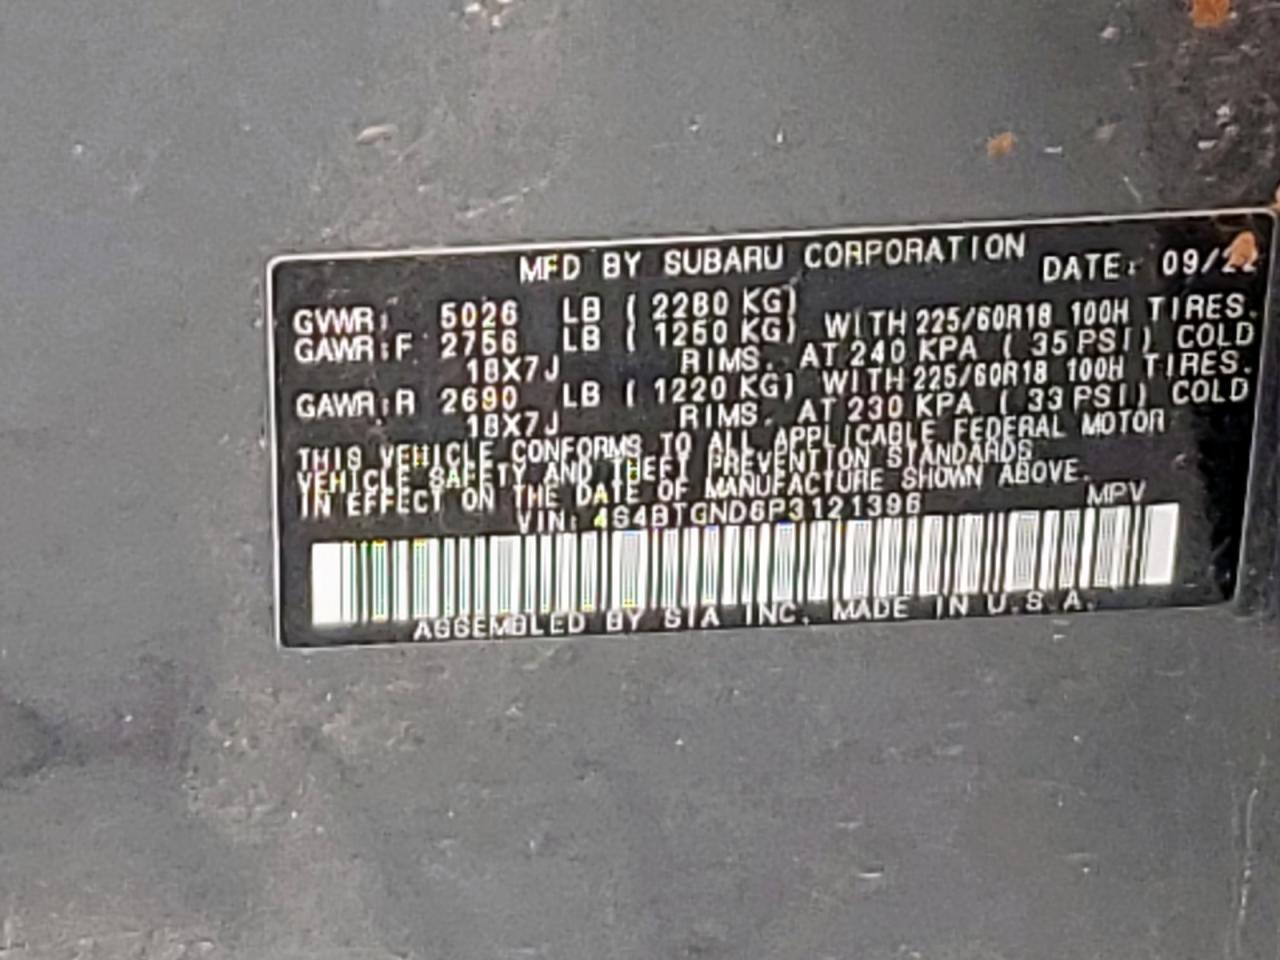 MFD BY SUBARU CORPORATION DATE: 09/22
GVWR: 5026 LB ( 2280 KG)
GAWR:F 2756 LB ( 1250 KG) WITH 225/60R18 100H TIRES.
18X7J RIMS. AT 240 KPA ( 35 PSI) COLD
GAWR:R 2690 LB ( 1220 KG) WITH 225/60R18 100H TIRES.
18X7J RIMS. AT 230 KPA ( 33 PSI) COLD
THIS VEHICLE CONFORMS TO ALL APPLICABLE FEDERAL MOTOR
VEHICLE SAFETY AND THEFT PREVENTION STANDARDS
IN EFFECT ON THE DATE OF MANUFACTURE SHOWN ABOVE.
VIN: 4S4BTGND6P3121396 MPV
ASSEMBLED BY SIA INC. MADE IN U.S.A.